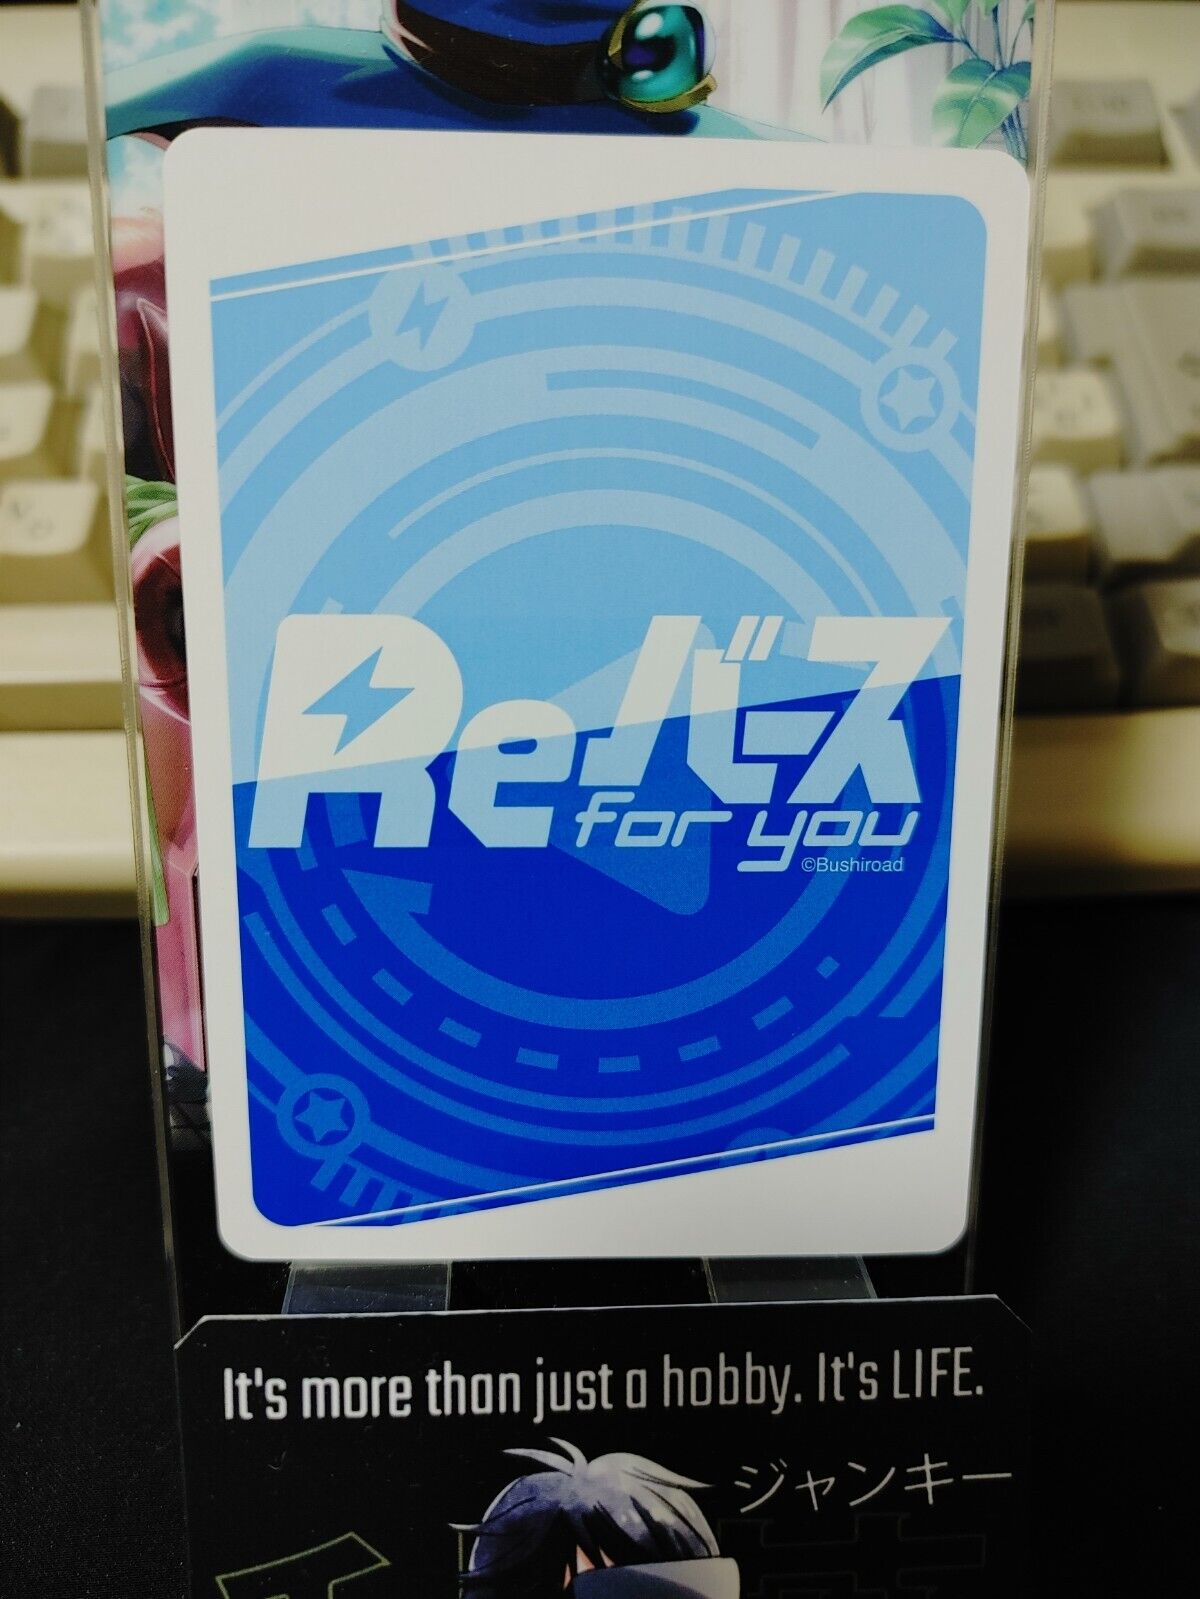 Reバース
for you
©Bushiroad
It's more than just a hobby. It's LIFE.
ジャンキー